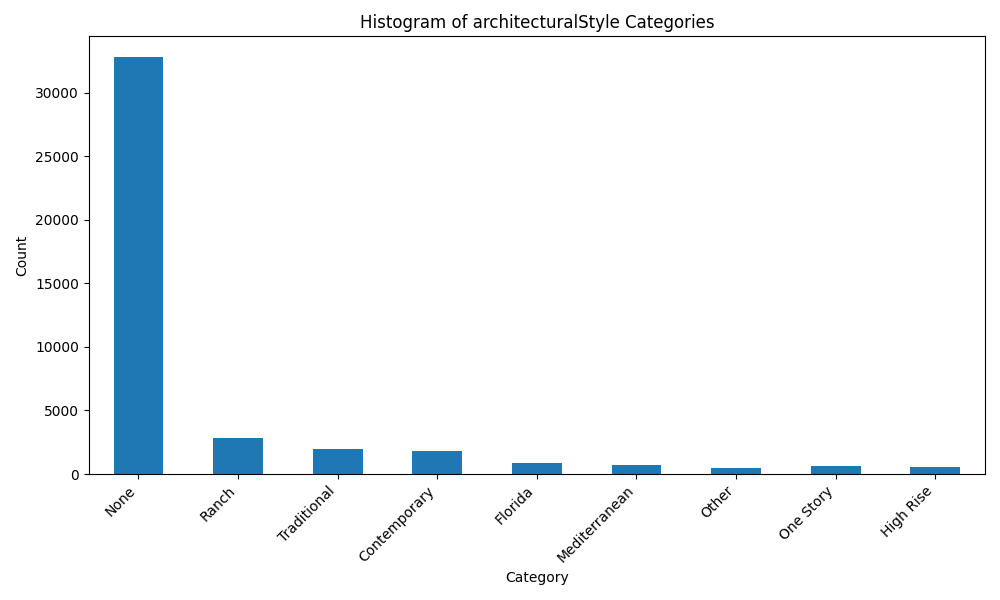 Histogram of architecturalStyle Categories
30000
25000
20000
15000
10000
5000
0
Count
None
Ranch
Traditional
Contemporary
Florida
Mediterranean
Other
One Story
High Rise
Category